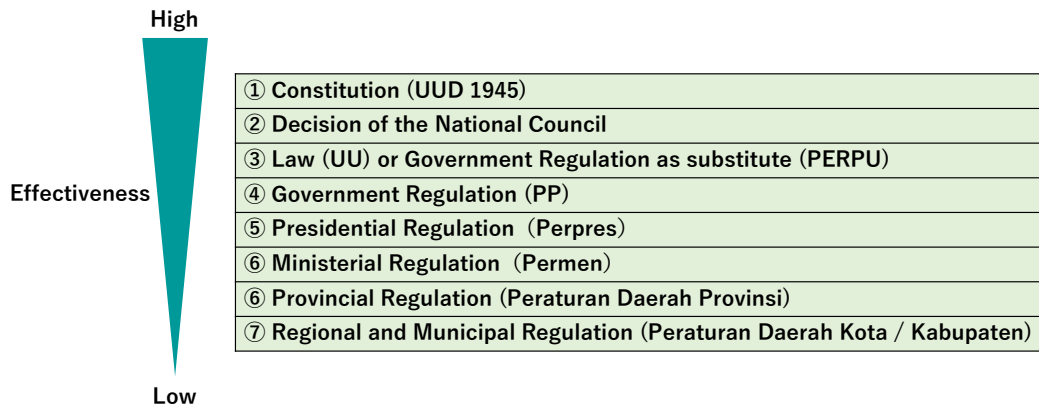 High
① Constitution (UUD 1945)
② Decision of the National Council
③ Law (UU) or Government Regulation as substitute (PERPU)
Effectiveness
④ Government Regulation (PP)
⑤ Presidential Regulation（Perpres）
⑥ Ministerial Regulation（Permen）
⑥ Provincial Regulation (Peraturan Daerah Provinsi)
⑦ Regional and Municipal Regulation (Peraturan Daerah Kota / Kabupaten)
Low